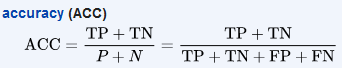 accuracy (ACC)
ACC = (TP + TN) / (P + N) = (TP + TN) / (TP + TN + FP + FN)